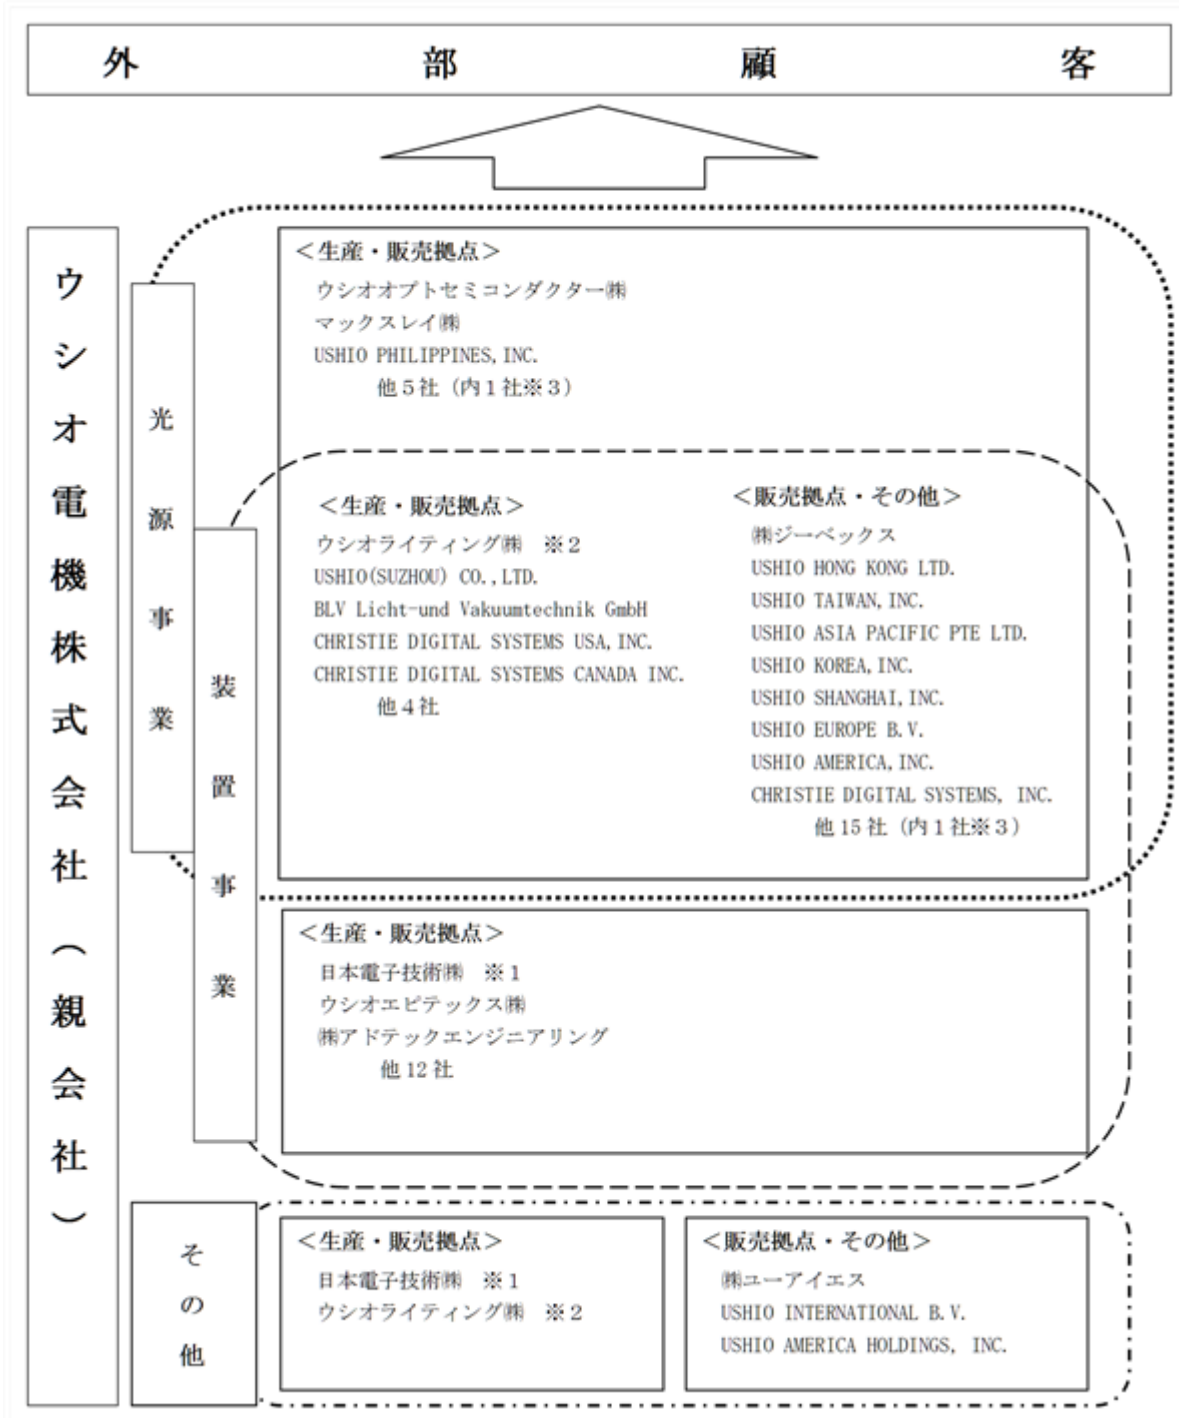 外部顧客
ウシオ電機株式会社(親会社)
光源事業
装置事業
その他
<生産・販売拠点>
ウシオオプトセミコンダクター㈱
マックスレイ㈱
USHIO PHILIPPINES,INC.
他5社(内1社※3)
<生産・販売拠点>
ウシオライティング㈱ ※2
USHIO(SUZHOU) CO.,LTD.
BLV Licht-und Vakuumtechnik GmbH
CHRISTIE DIGITAL SYSTEMS USA,INC.
CHRISTIE DIGITAL SYSTEMS CANADA INC.
他4社
<販売拠点・その他>
㈱ジーベックス
USHIO HONG KONG LTD.
USHIO TAIWAN,INC.
USHIO ASIA PACIFIC PTE LTD.
USHIO KOREA,INC.
USHIO SHANGHAI,INC.
USHIO EUROPE B.V.
USHIO AMERICA,INC.
CHRISTIE DIGITAL SYSTEMS, INC.
他15社(内1社※3)
<生産・販売拠点>
日本電子技術㈱ ※1
ウシオエピテックス㈱
㈱アドテックエンジニアリング
他12社
<生産・販売拠点>
日本電子技術㈱ ※1
ウシオライティング㈱ ※2
<販売拠点・その他>
㈱ユーアイエス
USHIO INTERNATIONAL B.V.
USHIO AMERICA HOLDINGS, INC.